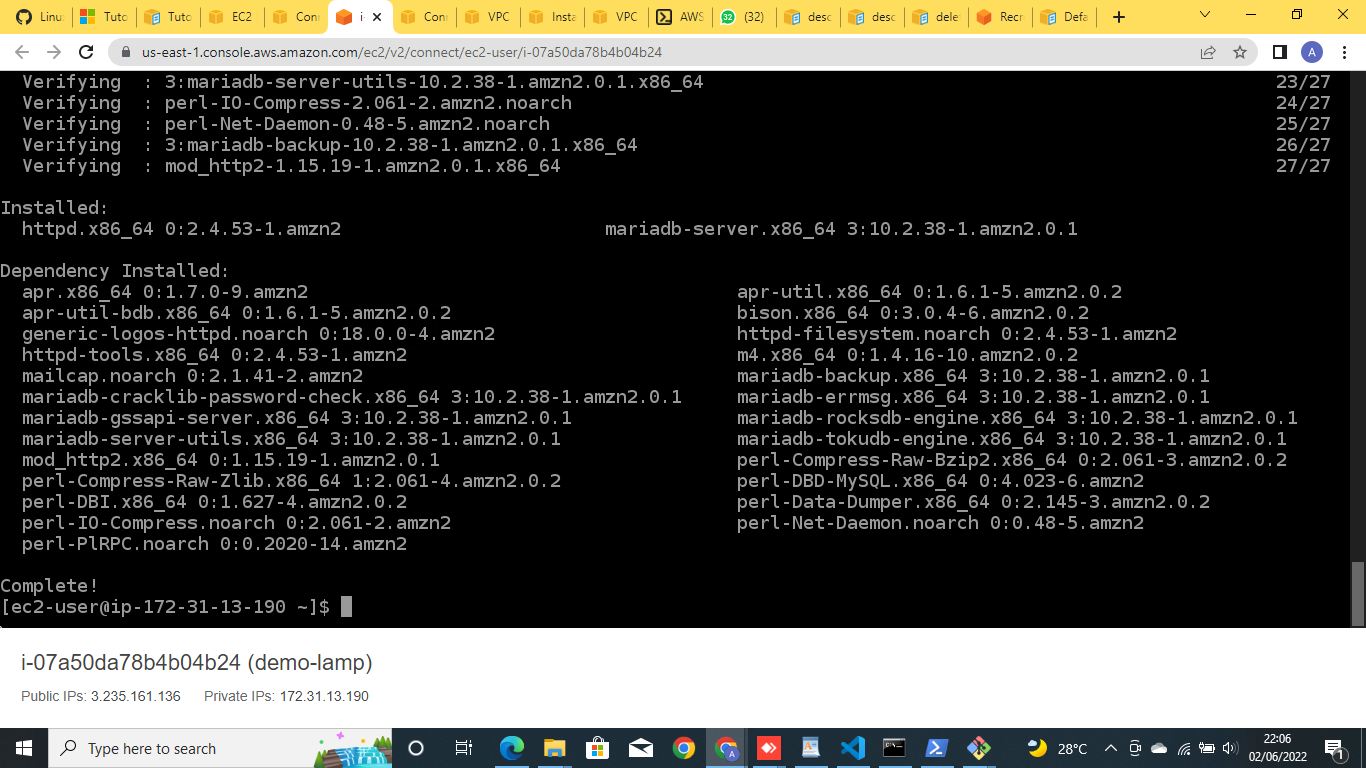 Linu
Tuto
Tuto
EC2
Conn
i-
Conn
VPC
Insta
VPC
AWS
32
(32)
desc
desc
dele
Recr
Defa
us-east-1.console.aws.amazon.com/ec2/v2/connect/ec2-user/i-07a50da78b4b04b24
A
Verifying : 3:mariadb-server-utils-10.2.38-1.amzn2.0.1.x86_64 23/27
Verifying : perl-IO-Compress-2.061-2.amzn2.noarch 24/27
Verifying : perl-Net-Daemon-0.48-5.amzn2.noarch 25/27
Verifying : 3:mariadb-backup-10.2.38-1.amzn2.0.1.x86_64 26/27
Verifying : mod_http2-1.15.19-1.amzn2.0.1.x86_64 27/27
Installed:
httpd.x86_64 0:2.4.53-1.amzn2 mariadb-server.x86_64 3:10.2.38-1.amzn2.0.1
Dependency Installed:
apr.x86_64 0:1.7.0-9.amzn2 apr-util.x86_64 0:1.6.1-5.amzn2.0.2
apr-util-bdb.x86_64 0:1.6.1-5.amzn2.0.2 bison.x86_64 0:3.0.4-6.amzn2.0.2
generic-logos-httpd.noarch 0:18.0.0-4.amzn2 httpd-filesystem.noarch 0:2.4.53-1.amzn2
httpd-tools.x86_64 0:2.4.53-1.amzn2 m4.x86_64 0:1.4.16-10.amzn2.0.2
mailcap.noarch 0:2.1.41-2.amzn2 mariadb-backup.x86_64 3:10.2.38-1.amzn2.0.1
mariadb-cracklib-password-check.x86_64 3:10.2.38-1.amzn2.0.1 mariadb-errmsg.x86_64 3:10.2.38-1.amzn2.0.1
mariadb-gssapi-server.x86_64 3:10.2.38-1.amzn2.0.1 mariadb-rocksdb-engine.x86_64 3:10.2.38-1.amzn2.0.1
mariadb-server-utils.x86_64 3:10.2.38-1.amzn2.0.1 mariadb-tokudb-engine.x86_64 3:10.2.38-1.amzn2.0.1
mod_http2.x86_64 0:1.15.19-1.amzn2.0.1 perl-Compress-Raw-Bzip2.x86_64 0:2.061-3.amzn2.0.2
perl-Compress-Raw-Zlib.x86_64 1:2.061-4.amzn2.0.2 perl-DBD-MySQL.x86_64 0:4.023-6.amzn2
perl-DBI.x86_64 0:1.627-4.amzn2.0.2 perl-Data-Dumper.x86_64 0:2.145-3.amzn2.0.2
perl-IO-Compress.noarch 0:2.061-2.amzn2 perl-Net-Daemon.noarch 0:0.48-5.amzn2
perl-PlRPC.noarch 0:0.2020-14.amzn2
Complete!
[ec2-user@ip-172-31-13-190 ~]$
i-07a50da78b4b04b24 (demo-lamp)
Public IPs: 3.235.161.136 Private IPs: 172.31.13.190
Type here to search
A
28°C
22:06
02/06/2022
1